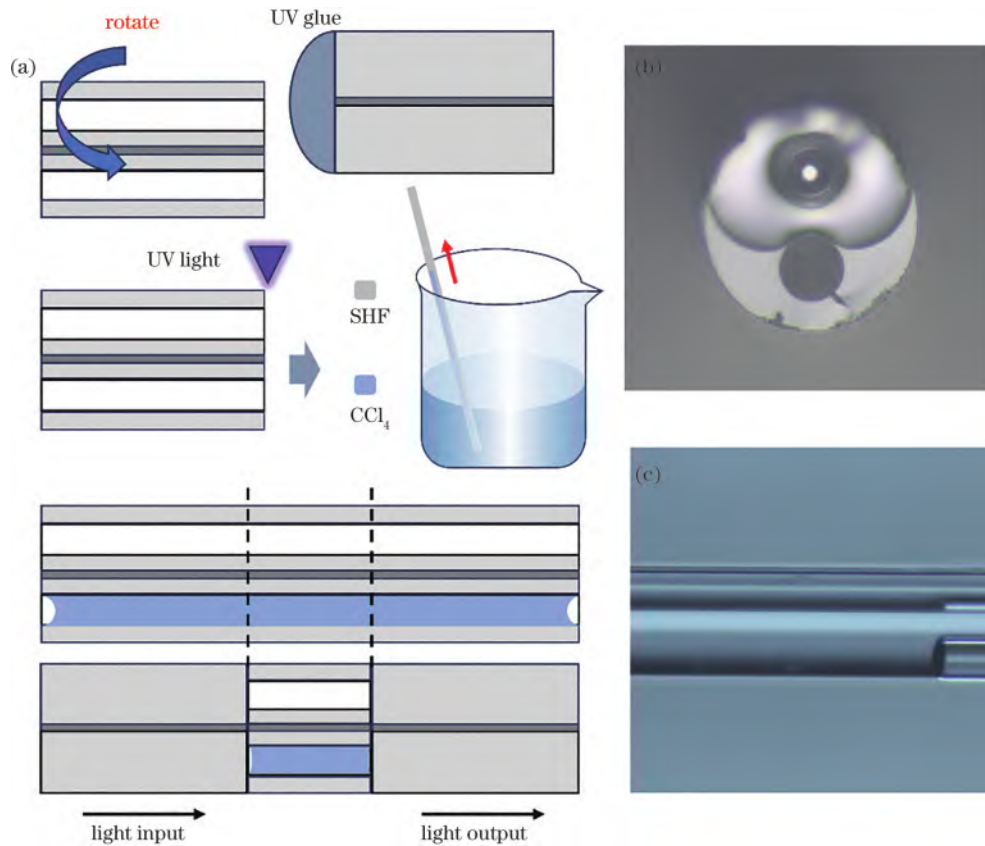 (a)
rotate
UV glue
UV light
SHF
CCl₄
light input
light output
(b)
(c)